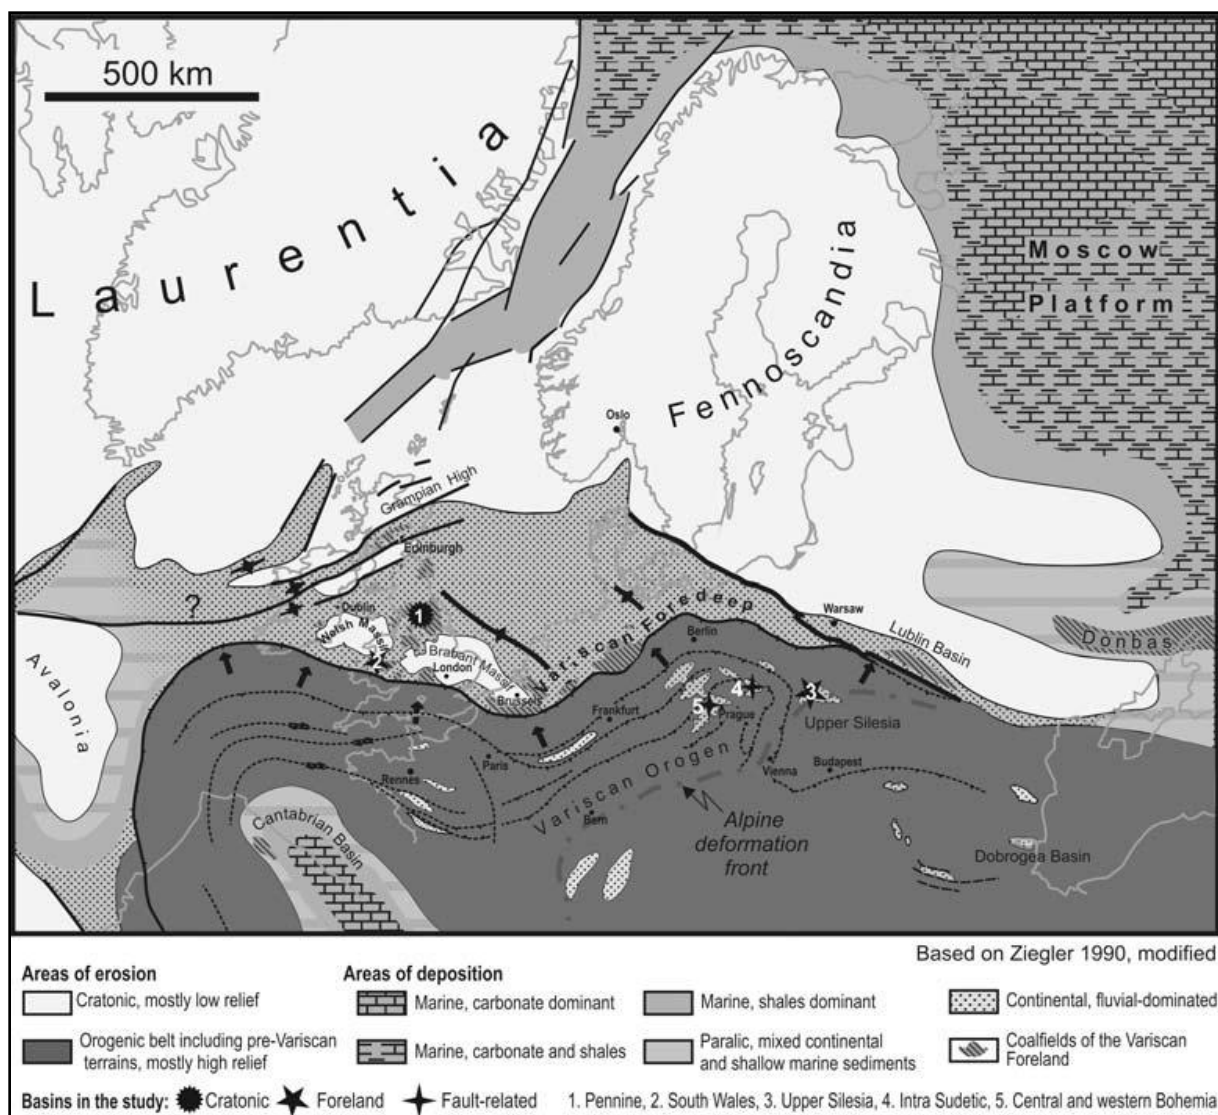 500 km
Laurentia
Fennoscandia
Moscow
Platform
Oslo
Grampian High
Edinburgh
?
Dublin
1
Welsh Massif
2
Brabant Massif
London
Brussels
Variscan Foredeep
Berlin
Warsaw
Lublin Basin
Donbas
Avalonia
Frankfurt
4
3
5
Prague
Upper Silesia
Paris
Rennes
Vienna
Budapest
Variscan Orogen
Bern
Alpine
deformation
front
Cantabrian Basin
Dobrogea Basin
Based on Ziegler 1990, modified
Areas of erosion
Areas of deposition
Cratonic, mostly low relief
Marine, carbonate dominant
Marine, shales dominant
Continental, fluvial-dominated
Orogenic belt including pre-Variscan
terrains, mostly high relief
Marine, carbonate and shales
Paralic, mixed continental
and shallow marine sediments
Coalfields of the Variscan
Foreland
Basins in the study: Cratonic Foreland Fault-related 1. Pennine, 2. South Wales, 3. Upper Silesia, 4. Intra Sudetic, 5. Central and western Bohemia